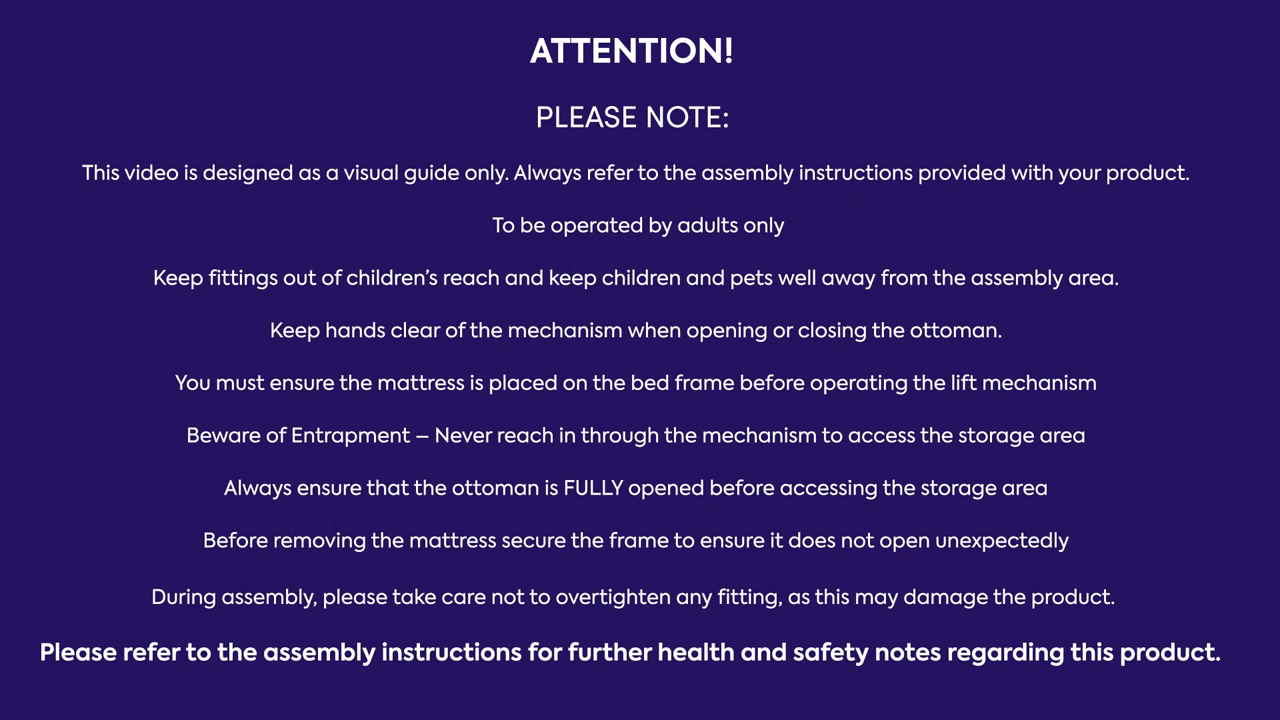 ATTENTION!
PLEASE NOTE:
This video is designed as a visual guide only. Always refer to the assembly instructions provided with your product.
To be operated by adults only
Keep fittings out of children’s reach and keep children and pets well away from the assembly area.
Keep hands clear of the mechanism when opening or closing the ottoman.
You must ensure the mattress is placed on the bed frame before operating the lift mechanism
Beware of Entrapment – Never reach in through the mechanism to access the storage area
Always ensure that the ottoman is FULLY opened before accessing the storage area
Before removing the mattress secure the frame to ensure it does not open unexpectedly
During assembly, please take care not to overtighten any fitting, as this may damage the product.
Please refer to the assembly instructions for further health and safety notes regarding this product.